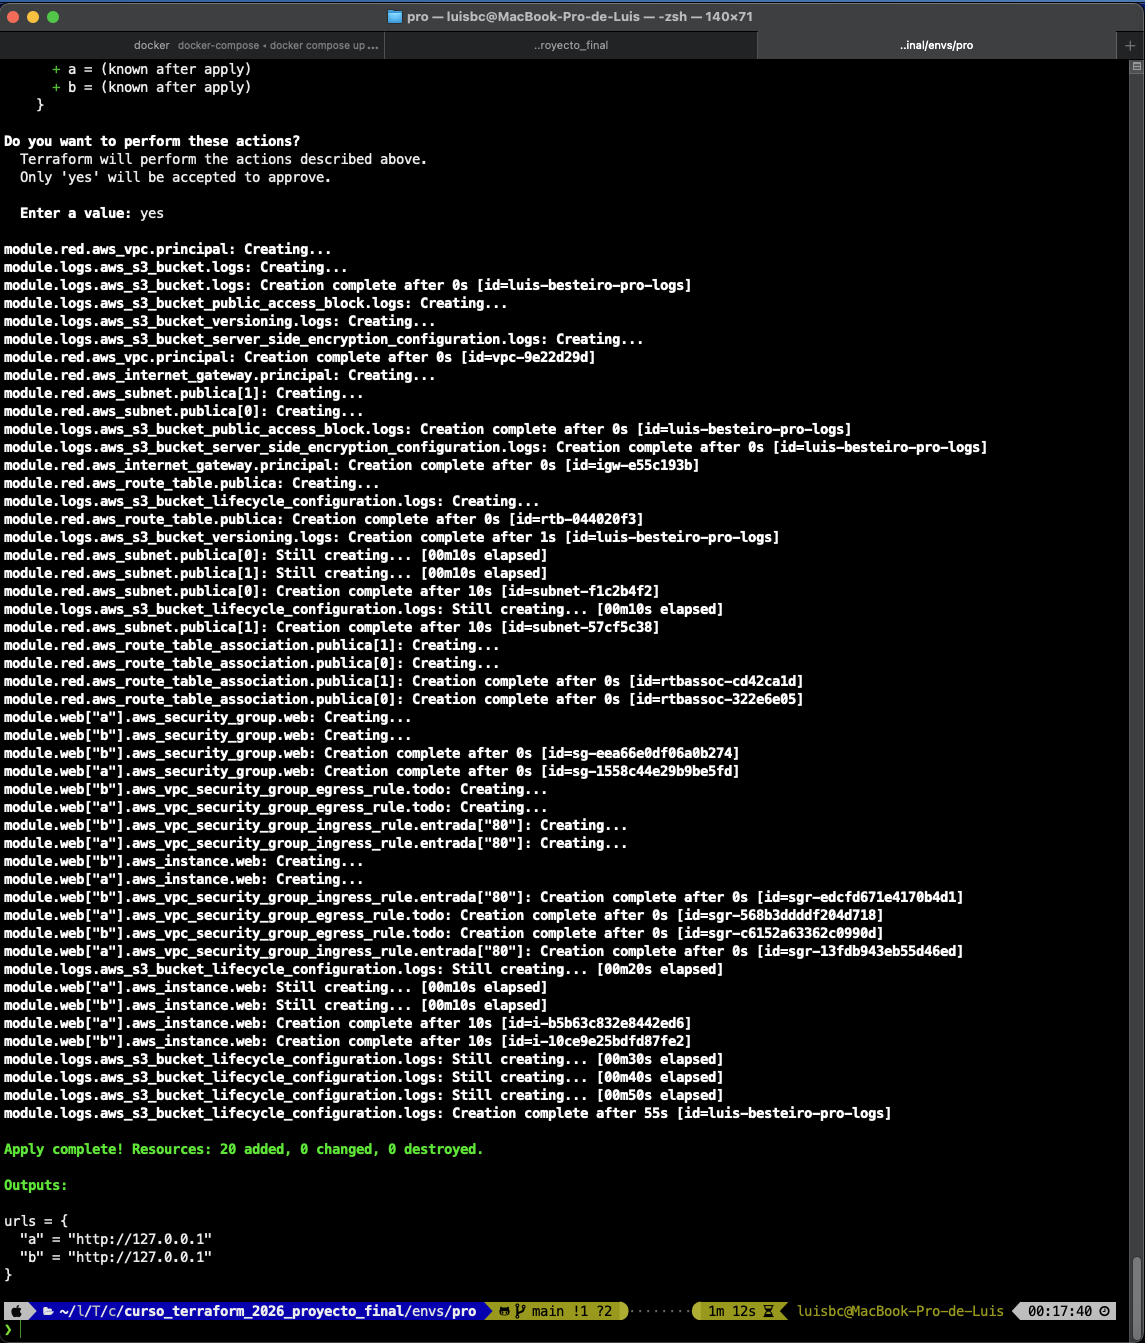 pro — luisbc@MacBook-Pro-de-Luis — -zsh — 140×71
docker docker-compose ◂ docker compose up ...
..royecto_final
..inal/envs/pro
+ a = (known after apply)
+ b = (known after apply)
}
Do you want to perform these actions?
Terraform will perform the actions described above.
Only 'yes' will be accepted to approve.
Enter a value: yes
module.red.aws_vpc.principal: Creating...
module.logs.aws_s3_bucket.logs: Creating...
module.logs.aws_s3_bucket.logs: Creation complete after 0s [id=luis-besteiro-pro-logs]
module.logs.aws_s3_bucket_public_access_block.logs: Creating...
module.logs.aws_s3_bucket_versioning.logs: Creating...
module.logs.aws_s3_bucket_server_side_encryption_configuration.logs: Creating...
module.red.aws_vpc.principal: Creation complete after 0s [id=vpc-9e22d29d]
module.red.aws_internet_gateway.principal: Creating...
module.red.aws_subnet.publica[1]: Creating...
module.red.aws_subnet.publica[0]: Creating...
module.logs.aws_s3_bucket_public_access_block.logs: Creation complete after 0s [id=luis-besteiro-pro-logs]
module.logs.aws_s3_bucket_server_side_encryption_configuration.logs: Creation complete after 0s [id=luis-besteiro-pro-logs]
module.red.aws_internet_gateway.principal: Creation complete after 0s [id=igw-e55c193b]
module.red.aws_route_table.publica: Creating...
module.logs.aws_s3_bucket_lifecycle_configuration.logs: Creating...
module.red.aws_route_table.publica: Creation complete after 0s [id=rtb-044020f3]
module.logs.aws_s3_bucket_versioning.logs: Creation complete after 1s [id=luis-besteiro-pro-logs]
module.red.aws_subnet.publica[0]: Still creating... [00m10s elapsed]
module.red.aws_subnet.publica[1]: Still creating... [00m10s elapsed]
module.red.aws_subnet.publica[0]: Creation complete after 10s [id=subnet-f1c2b4f2]
module.logs.aws_s3_bucket_lifecycle_configuration.logs: Still creating... [00m10s elapsed]
module.red.aws_subnet.publica[1]: Creation complete after 10s [id=subnet-57cf5c38]
module.red.aws_route_table_association.publica[1]: Creating...
module.red.aws_route_table_association.publica[0]: Creating...
module.red.aws_route_table_association.publica[1]: Creation complete after 0s [id=rtbassoc-cd42ca1d]
module.red.aws_route_table_association.publica[0]: Creation complete after 0s [id=rtbassoc-322e6e05]
module.web["a"].aws_security_group.web: Creating...
module.web["b"].aws_security_group.web: Creating...
module.web["b"].aws_security_group.web: Creation complete after 0s [id=sg-eea66e0df06a0b274]
module.web["a"].aws_security_group.web: Creation complete after 0s [id=sg-1558c44e29b9be5fd]
module.web["b"].aws_vpc_security_group_egress_rule.todo: Creating...
module.web["a"].aws_vpc_security_group_egress_rule.todo: Creating...
module.web["b"].aws_vpc_security_group_ingress_rule.entrada["80"]: Creating...
module.web["a"].aws_vpc_security_group_ingress_rule.entrada["80"]: Creating...
module.web["b"].aws_instance.web: Creating...
module.web["a"].aws_instance.web: Creating...
module.web["b"].aws_vpc_security_group_ingress_rule.entrada["80"]: Creation complete after 0s [id=sgr-edcfd671e4170b4d1]
module.web["a"].aws_vpc_security_group_egress_rule.todo: Creation complete after 0s [id=sgr-568b3ddddf204d718]
module.web["b"].aws_vpc_security_group_egress_rule.todo: Creation complete after 0s [id=sgr-c6152a63362c0990d]
module.web["a"].aws_vpc_security_group_ingress_rule.entrada["80"]: Creation complete after 0s [id=sgr-13fdb943eb55d46ed]
module.logs.aws_s3_bucket_lifecycle_configuration.logs: Still creating... [00m20s elapsed]
module.web["a"].aws_instance.web: Still creating... [00m10s elapsed]
module.web["b"].aws_instance.web: Still creating... [00m10s elapsed]
module.web["a"].aws_instance.web: Creation complete after 10s [id=i-b5b63c832e8442ed6]
module.web["b"].aws_instance.web: Creation complete after 10s [id=i-10ce9e25bdfd87fe2]
module.logs.aws_s3_bucket_lifecycle_configuration.logs: Still creating... [00m30s elapsed]
module.logs.aws_s3_bucket_lifecycle_configuration.logs: Still creating... [00m40s elapsed]
module.logs.aws_s3_bucket_lifecycle_configuration.logs: Still creating... [00m50s elapsed]
module.logs.aws_s3_bucket_lifecycle_configuration.logs: Creation complete after 55s [id=luis-besteiro-pro-logs]
Apply complete! Resources: 20 added, 0 changed, 0 destroyed.
Outputs:
urls = {
"a" = "http://127.0.0.1"
"b" = "http://127.0.0.1"
}
~/l/T/c/curso_terraform_2026_proyecto_final/envs/pro main !1 ?2 ········ 1m 12s luisbc@MacBook-Pro-de-Luis 00:17:40
❯